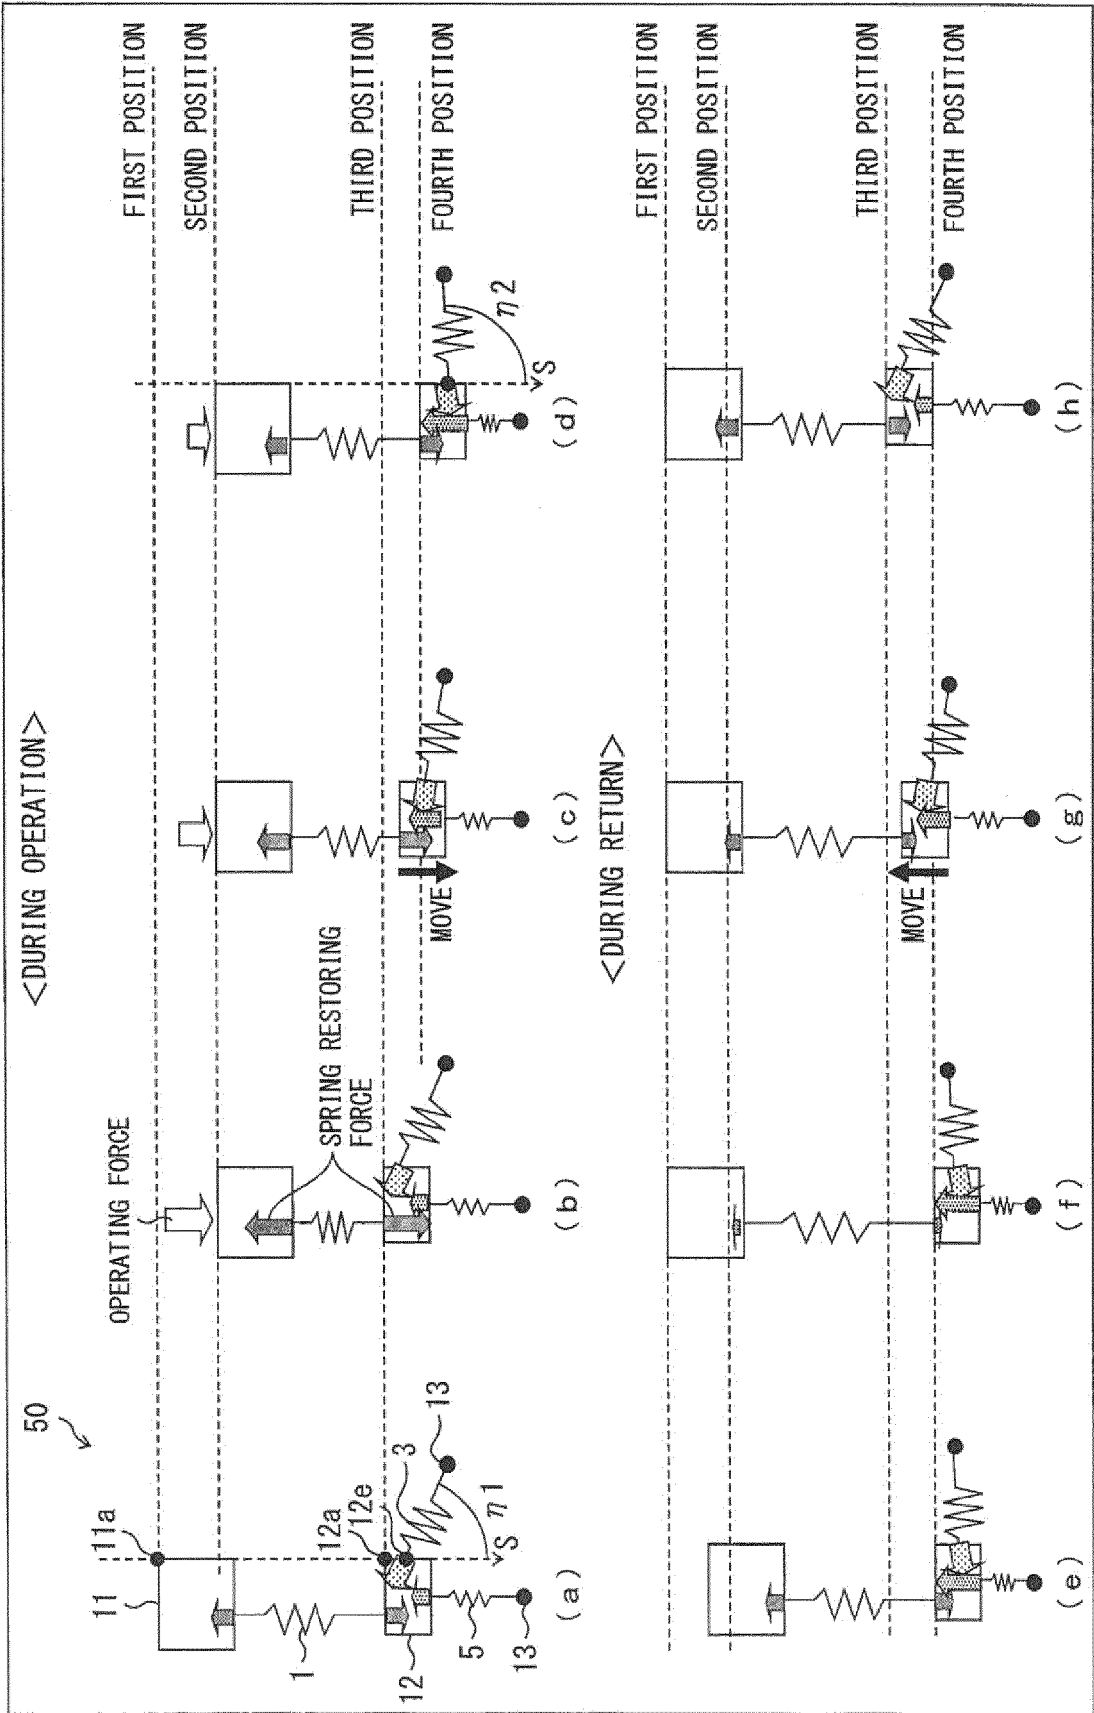 50
<DURING OPERATION>
OPERATING FORCE
FIRST POSITION
SECOND POSITION
THIRD POSITION
FOURTH POSITION
11
11a
1
12
12a
12e
3
13
η1
S
5
13
(a)
SPRING RESTORING
FORCE
(b)
MOVE
(c)
η2
S
(d)
<DURING RETURN>
FIRST POSITION
SECOND POSITION
THIRD POSITION
FOURTH POSITION
(e)
(f)
MOVE
(g)
(h)